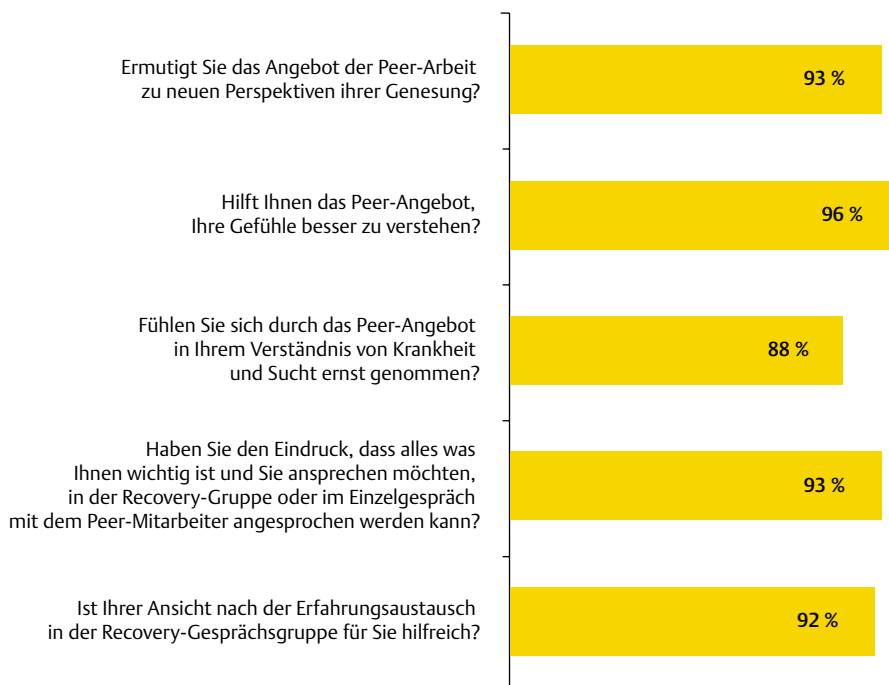 Ermutigt Sie das Angebot der Peer-Arbeit
zu neuen Perspektiven ihrer Genesung?
93 %
Hilft Ihnen das Peer-Angebot,
Ihre Gefühle besser zu verstehen?
96 %
Fühlen Sie sich durch das Peer-Angebot
in Ihrem Verständnis von Krankheit
und Sucht ernst genommen?
88 %
Haben Sie den Eindruck, dass alles was
Ihnen wichtig ist und Sie ansprechen möchten,
in der Recovery-Gruppe oder im Einzelgespräch
mit dem Peer-Mitarbeiter angesprochen werden kann?
93 %
Ist Ihrer Ansicht nach der Erfahrungsaustausch
in der Recovery-Gesprächsgruppe für Sie hilfreich?
92 %